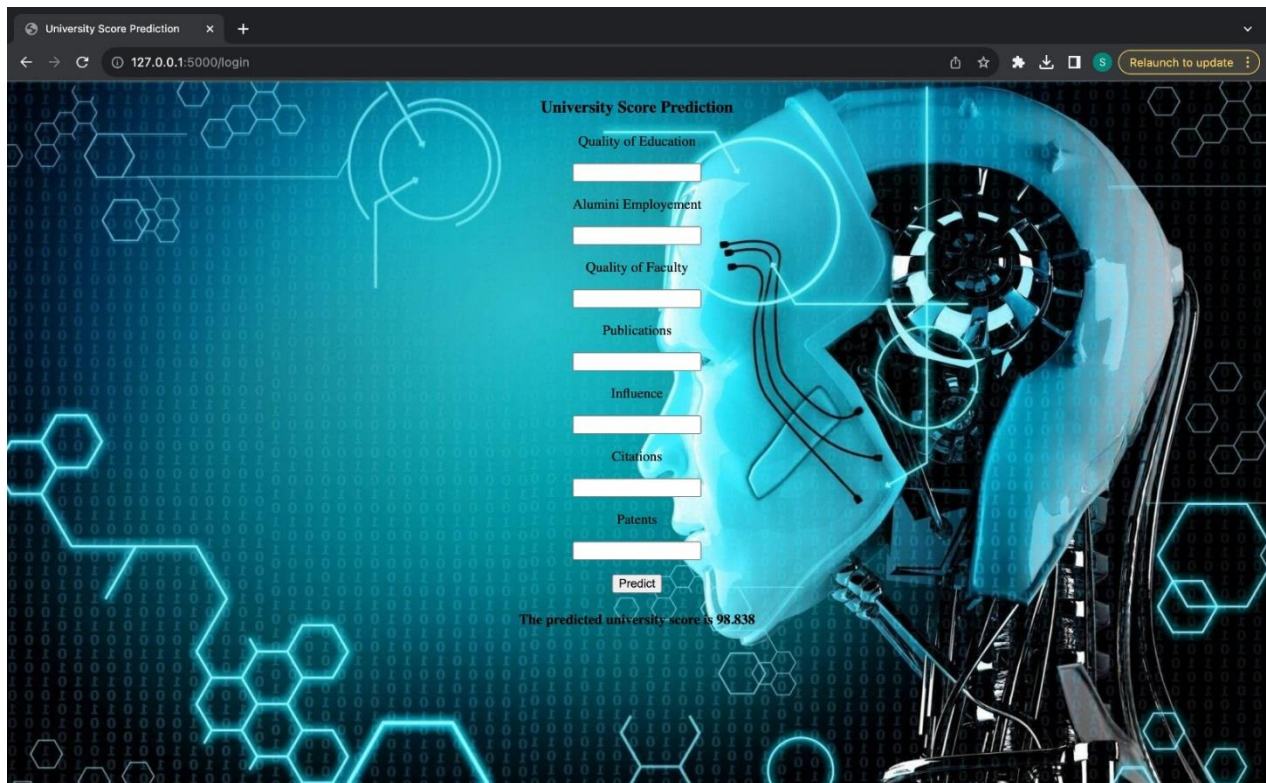 University Score Prediction
127.0.0.1:5000/login
S
Relaunch to update
University Score Prediction
Quality of Education
Alumini Employement
Quality of Faculty
Publications
Influence
Citations
Patents
Predict
The predicted university score is 98.838